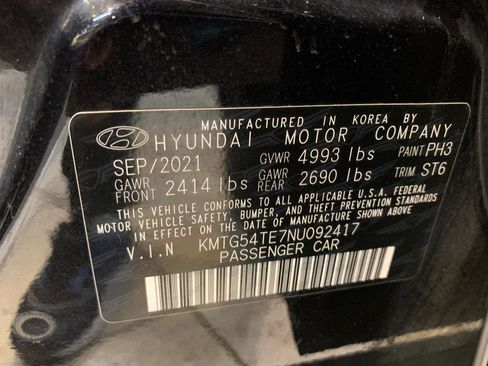 MANUFACTURED IN KOREA BY
HYUNDAI MOTOR COMPANY
SEP/2021 GVWR 4993 lbs PAINT PH3
GAWR FRONT 2414 lbs GAWR REAR 2690 lbs TRIM ST6
THIS VEHICLE CONFORMS TO ALL APPLICABLE U.S.A. FEDERAL
MOTOR VEHICLE SAFETY, BUMPER, AND THEFT PREVENTION STANDARDS
IN EFFECT ON THE DATE OF MANUFACTURE SHOWN ABOVE.
V.I.N KMTG54TE7NU092417
PASSENGER CAR